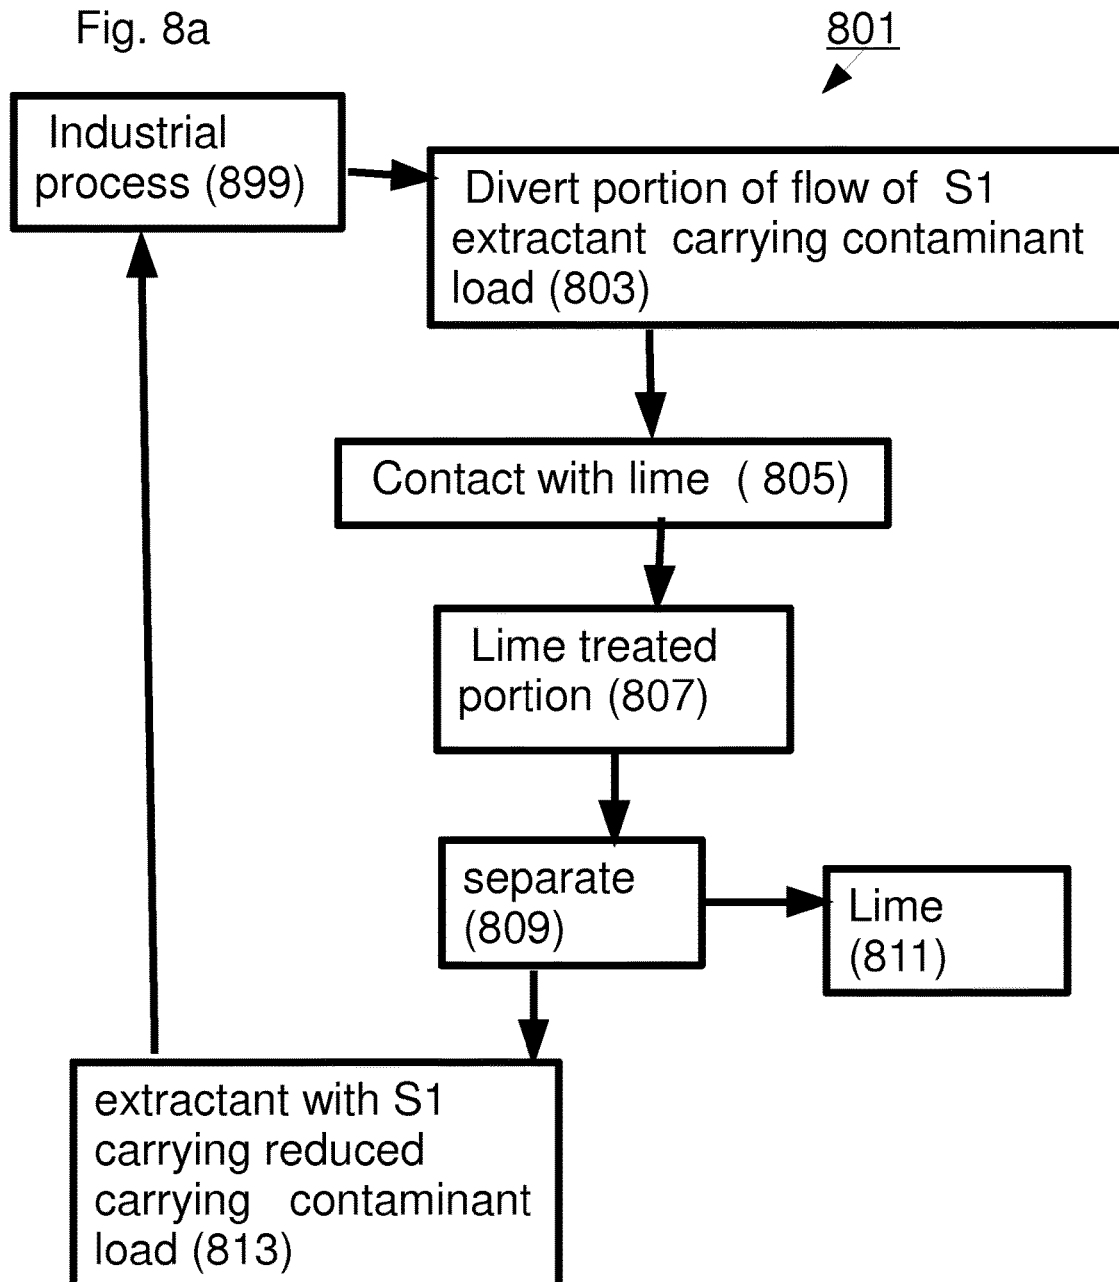 Fig. 8a
801
Industrial
process (899)
Divert portion of flow of S1
extractant carrying contaminant
load (803)
Contact with lime ( 805)
Lime treated
portion (807)
separate
(809)
Lime
(811)
extractant with S1
carrying reduced
carrying contaminant
load (813)